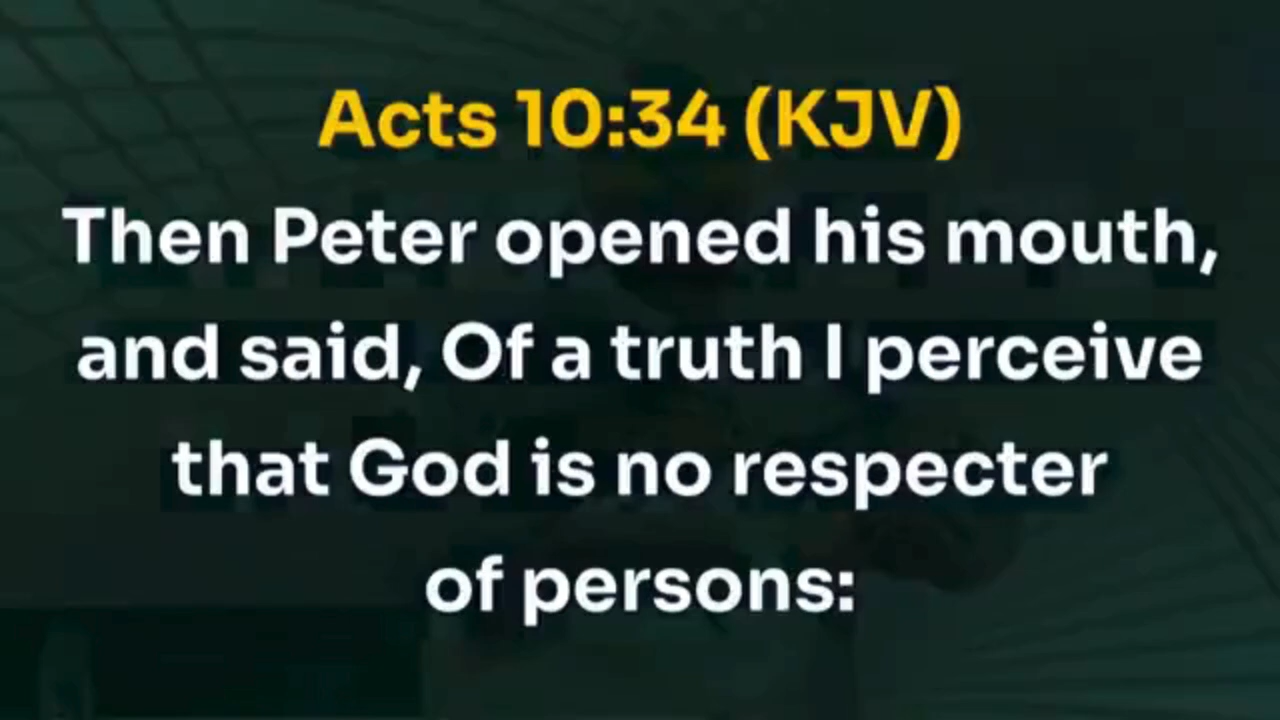 Acts 10:34 (KJV)
Then Peter opened his mouth,
and said, Of a truth I perceive
that God is no respecter
of persons: